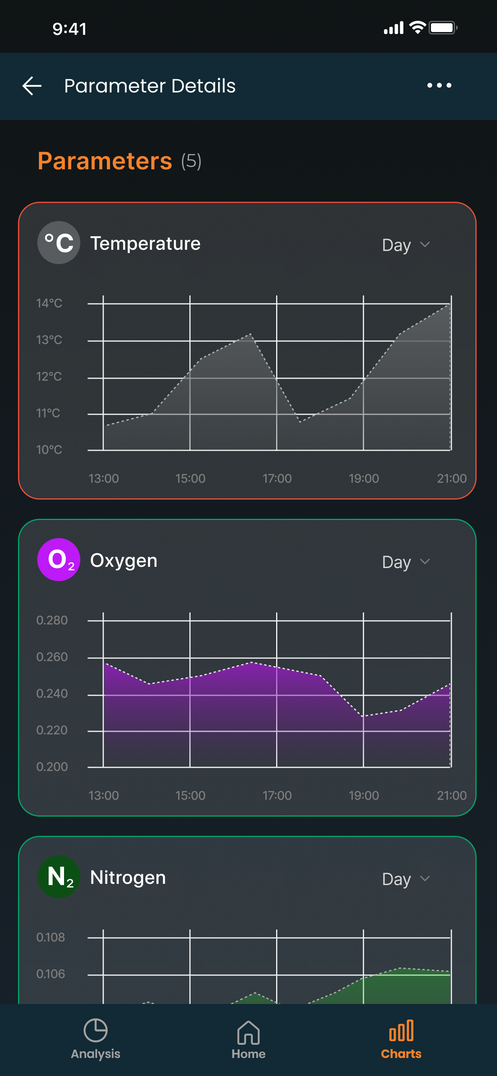 9:41
Parameter Details
Parameters (5)
°C Temperature Day
14°C
13°C
12°C
11°C
10°C
13:00 15:00 17:00 19:00 21:00
O₂ Oxygen Day
0.280
0.260
0.240
0.220
0.200
13:00 15:00 17:00 19:00 21:00
N₂ Nitrogen Day
0.108
0.106
Analysis Home Charts